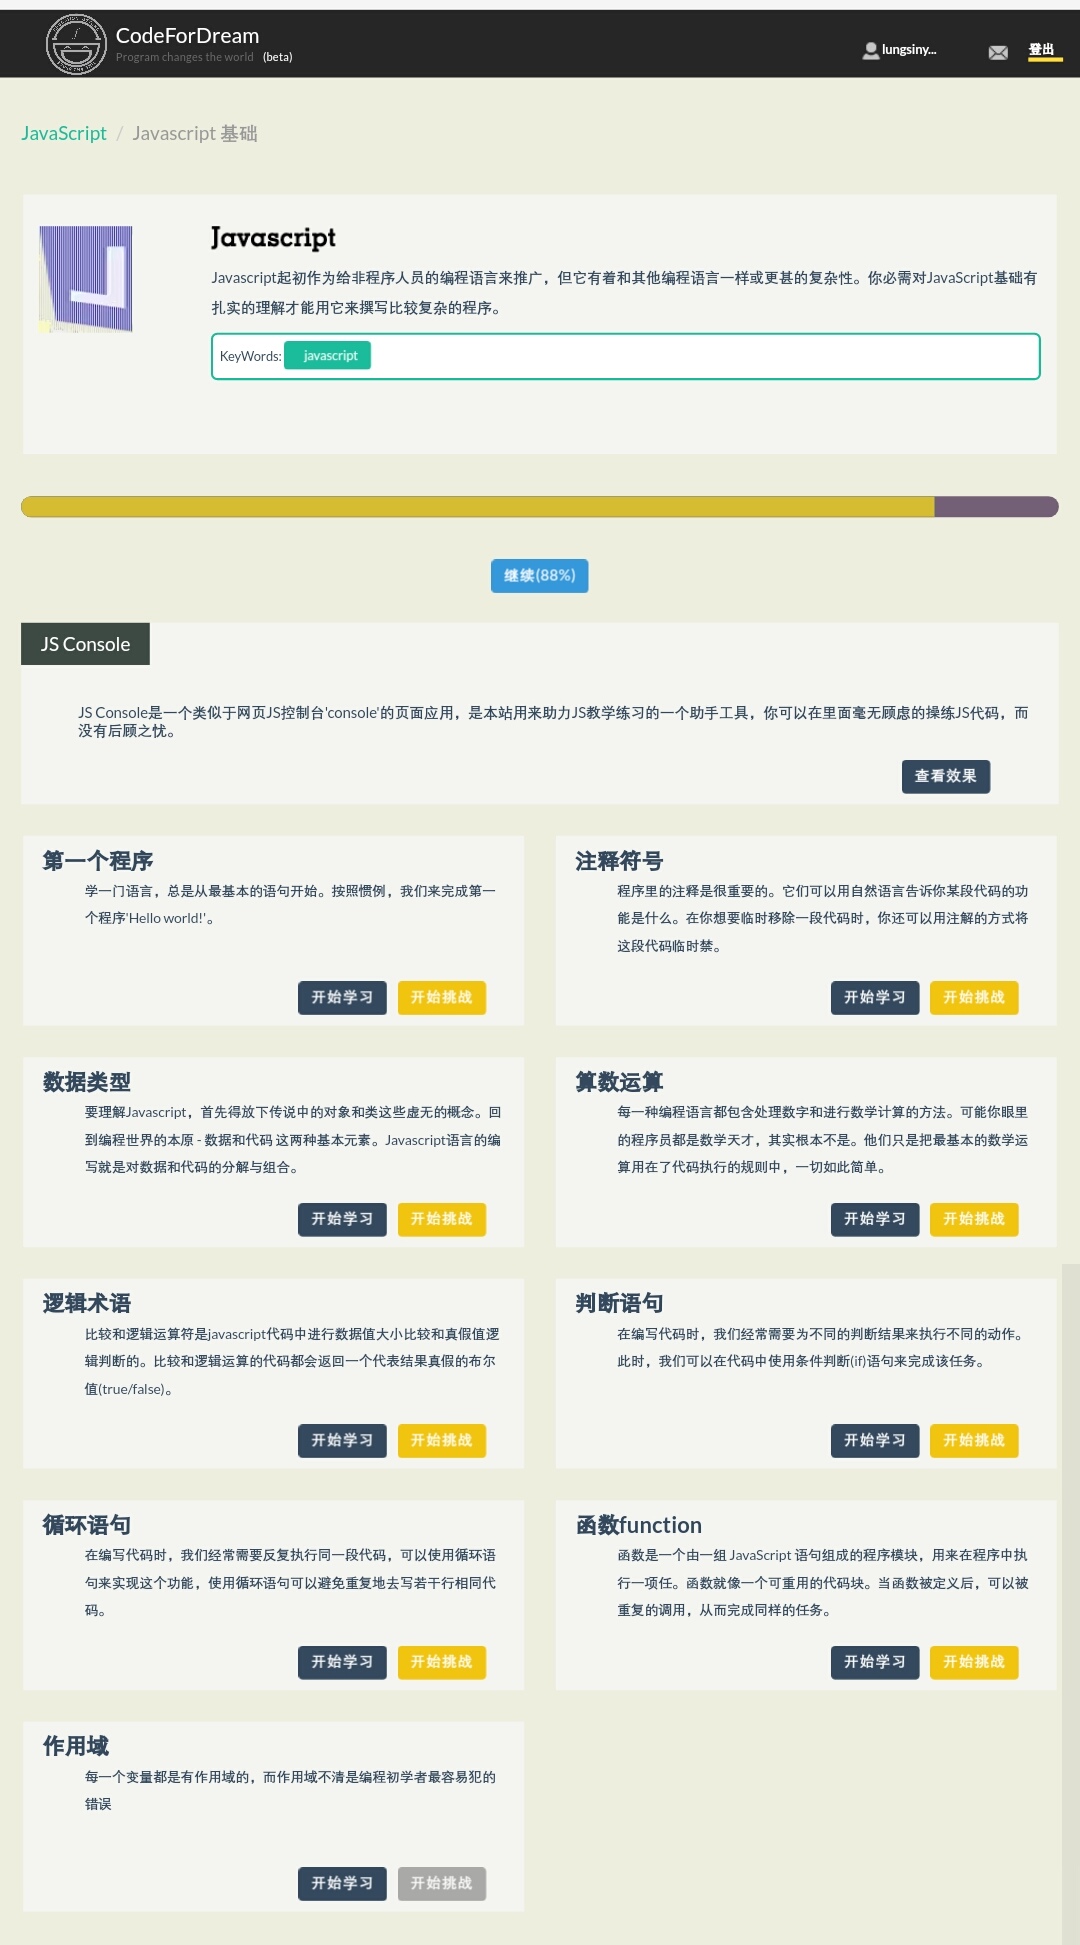 CodeForDream
Program changes the world (beta)
lungsiny...
登出
JavaScript / Javascript 基础
Javascript
Javascript起初作为给非程序人员的编程语言来推广，但它有着和其他编程语言一样或更甚的复杂性。你必需对JavaScript基础有
扎实的理解才能用它来撰写比较复杂的程序。
KeyWords: javascript
继续(88%)
JS Console
JS Console是一个类似于网页JS控制台'console'的页面应用，是本站用来助力JS教学练习的一个助手工具，你可以在里面毫无顾虑的操练JS代码，而
没有后顾之忧。
查看效果
第一个程序
学一门语言，总是从最基本的语句开始。按照惯例，我们来完成第一
个程序'Hello world!'。
开始学习 开始挑战
注释符号
程序里的注释是很重要的。它们可以用自然语言告诉你某段代码的功
能是什么。在你想要临时移除一段代码时，你还可以用注解的方式将
这段代码临时禁。
开始学习 开始挑战
数据类型
要理解Javascript，首先得放下传说中的对象和类这些虚无的概念。回
到编程世界的本原 - 数据和代码 这两种基本元素。Javascript语言的编
写就是对数据和代码的分解与组合。
开始学习 开始挑战
算数运算
每一种编程语言都包含处理数字和进行数学计算的方法。可能你眼里
的程序员都是数学天才，其实根本不是。他们只是把最基本的数学运
算用在了代码执行的规则中，一切如此简单。
开始学习 开始挑战
逻辑术语
比较和逻辑运算符是javascript代码中进行数据值大小比较和真假值逻
辑判断的。比较和逻辑运算的代码都会返回一个代表结果真假的布尔
值(true/false)。
开始学习 开始挑战
判断语句
在编写代码时，我们经常需要为不同的判断结果来执行不同的动作。
此时，我们可以在代码中使用条件判断(if)语句来完成该任务。
开始学习 开始挑战
循环语句
在编写代码时，我们经常需要反复执行同一段代码，可以使用循环语
句来实现这个功能，使用循环语句可以避免重复地去写若干行相同代
码。
开始学习 开始挑战
函数function
函数是一个由一组 JavaScript 语句组成的程序模块，用来在程序中执
行一项任。函数就像一个可重用的代码块。当函数被定义后，可以被
重复的调用，从而完成同样的任务。
开始学习 开始挑战
作用域
每一个变量都是有作用域的，而作用域不清是编程初学者最容易犯的
错误
开始学习 开始挑战